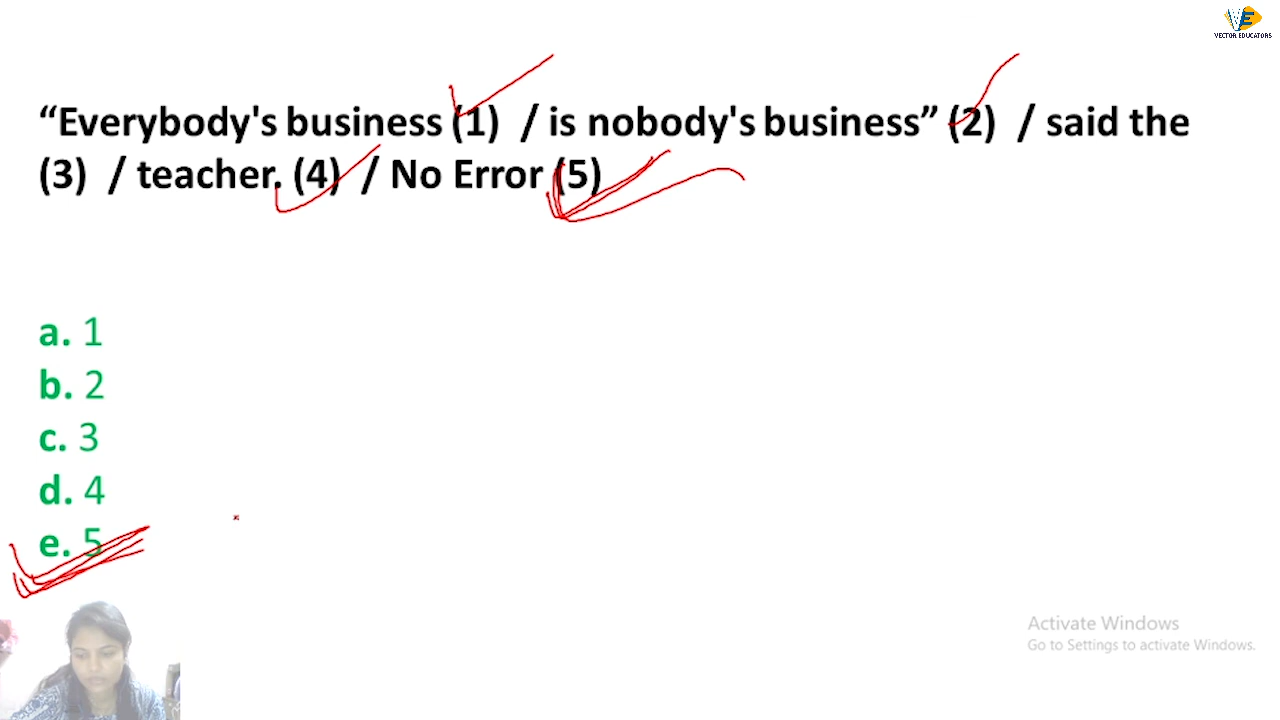 VECTOR EDUCATORS
“Everybody's business (1) / is nobody's business” (2) / said the
(3) / teacher. (4) / No Error (5)
a. 1
b. 2
c. 3
d. 4
e. 5
Activate Windows
Go to Settings to activate Windows.